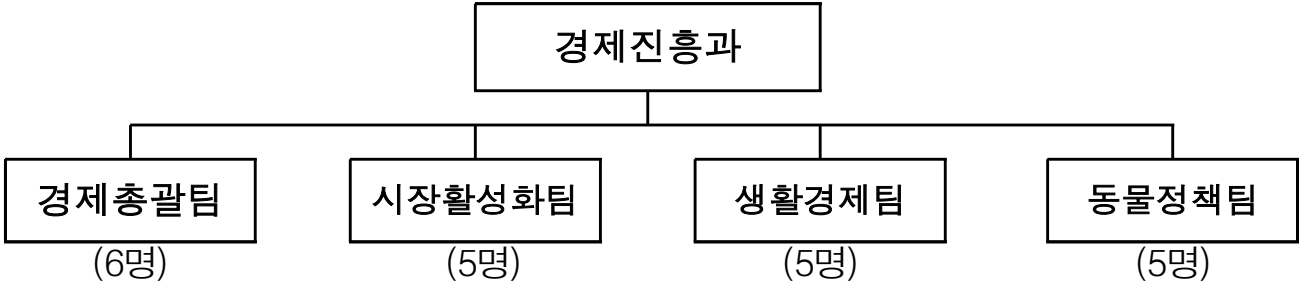 경제진흥과
경제총괄팀 시장활성화팀 생활경제팀 동물정책팀
(6명) (5명) (5명) (5명)